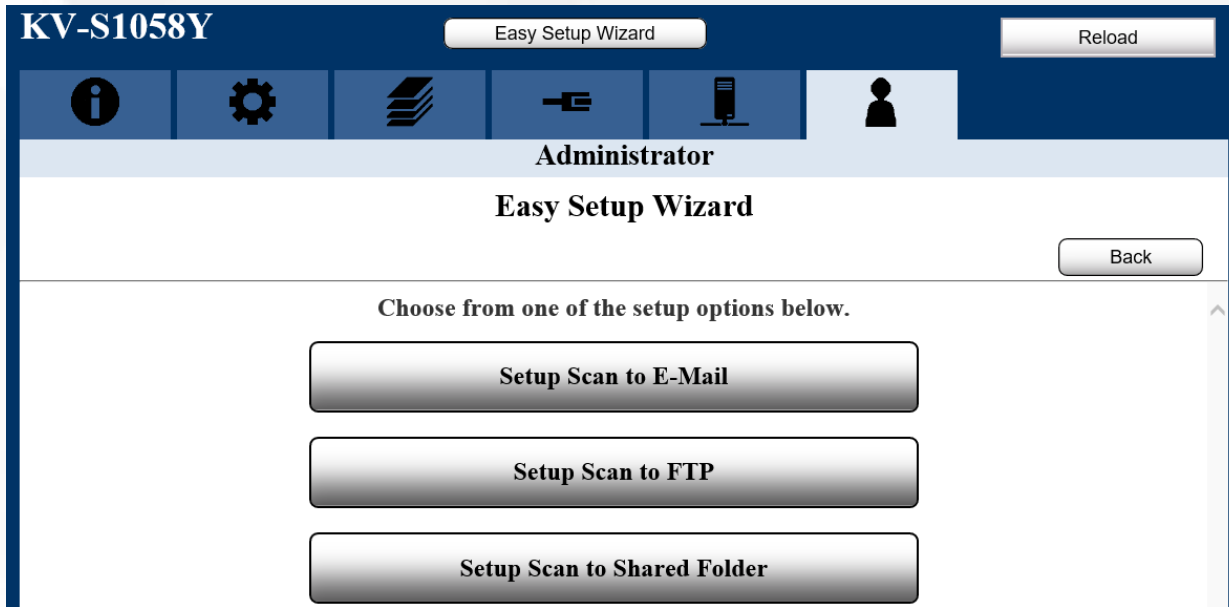 KV-S1058Y Easy Setup Wizard Reload
Administrator
Easy Setup Wizard
Back
Choose from one of the setup options below.
Setup Scan to E-Mail
Setup Scan to FTP
Setup Scan to Shared Folder